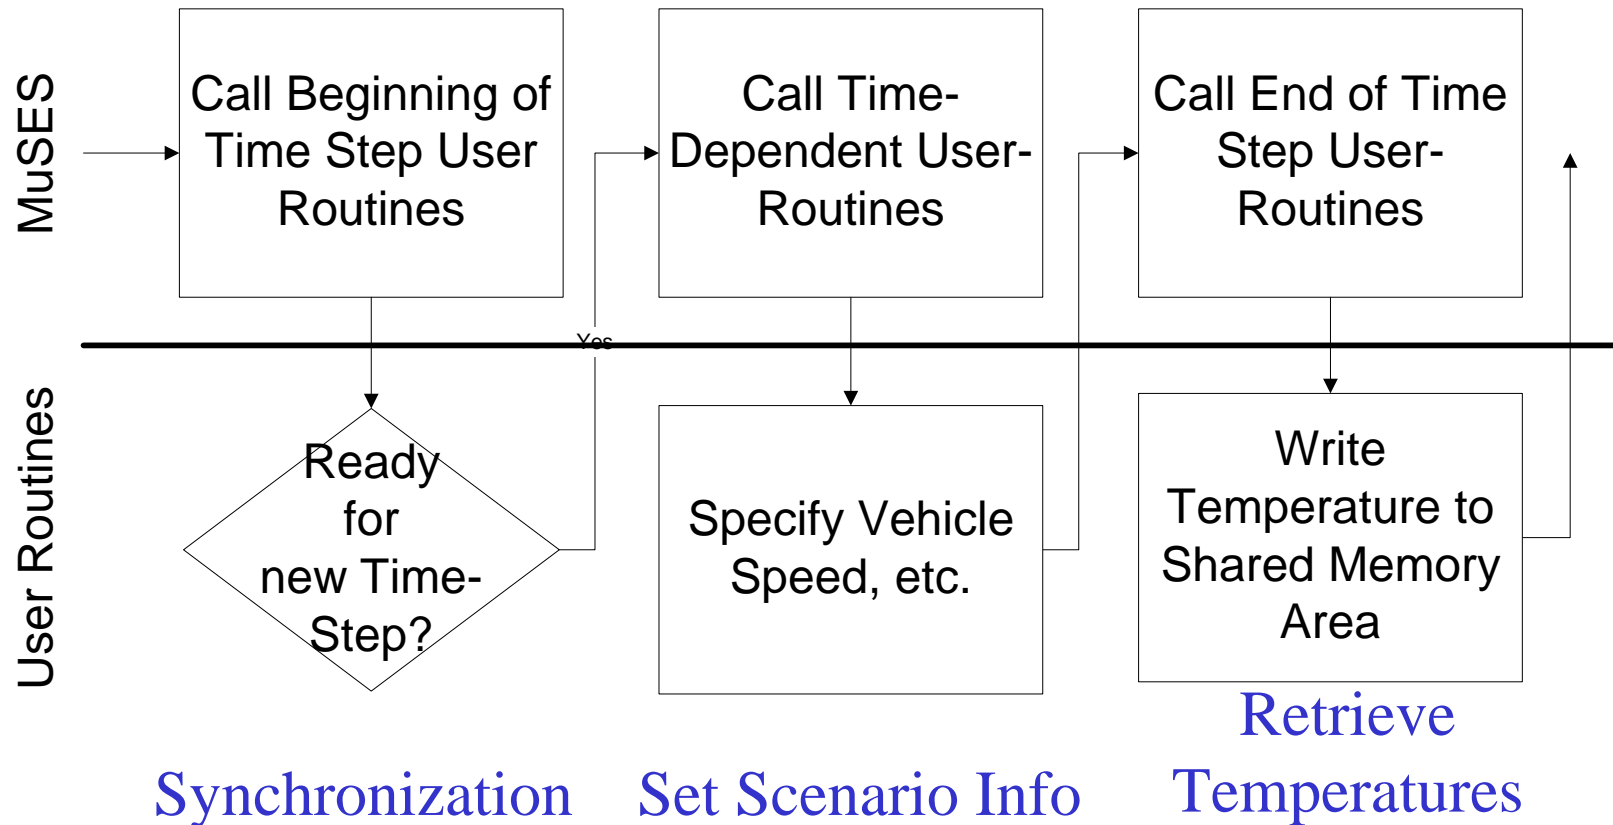 MuSES
Call Beginning of
Time Step User
Routines
Call Time-
Dependent User-
Routines
Call End of Time
Step User-
Routines
Yes
User Routines
Ready
for
new Time-
Step?
Specify Vehicle
Speed, etc.
Write
Temperature to
Shared Memory
Area
Synchronization
Set Scenario Info
Retrieve
Temperatures